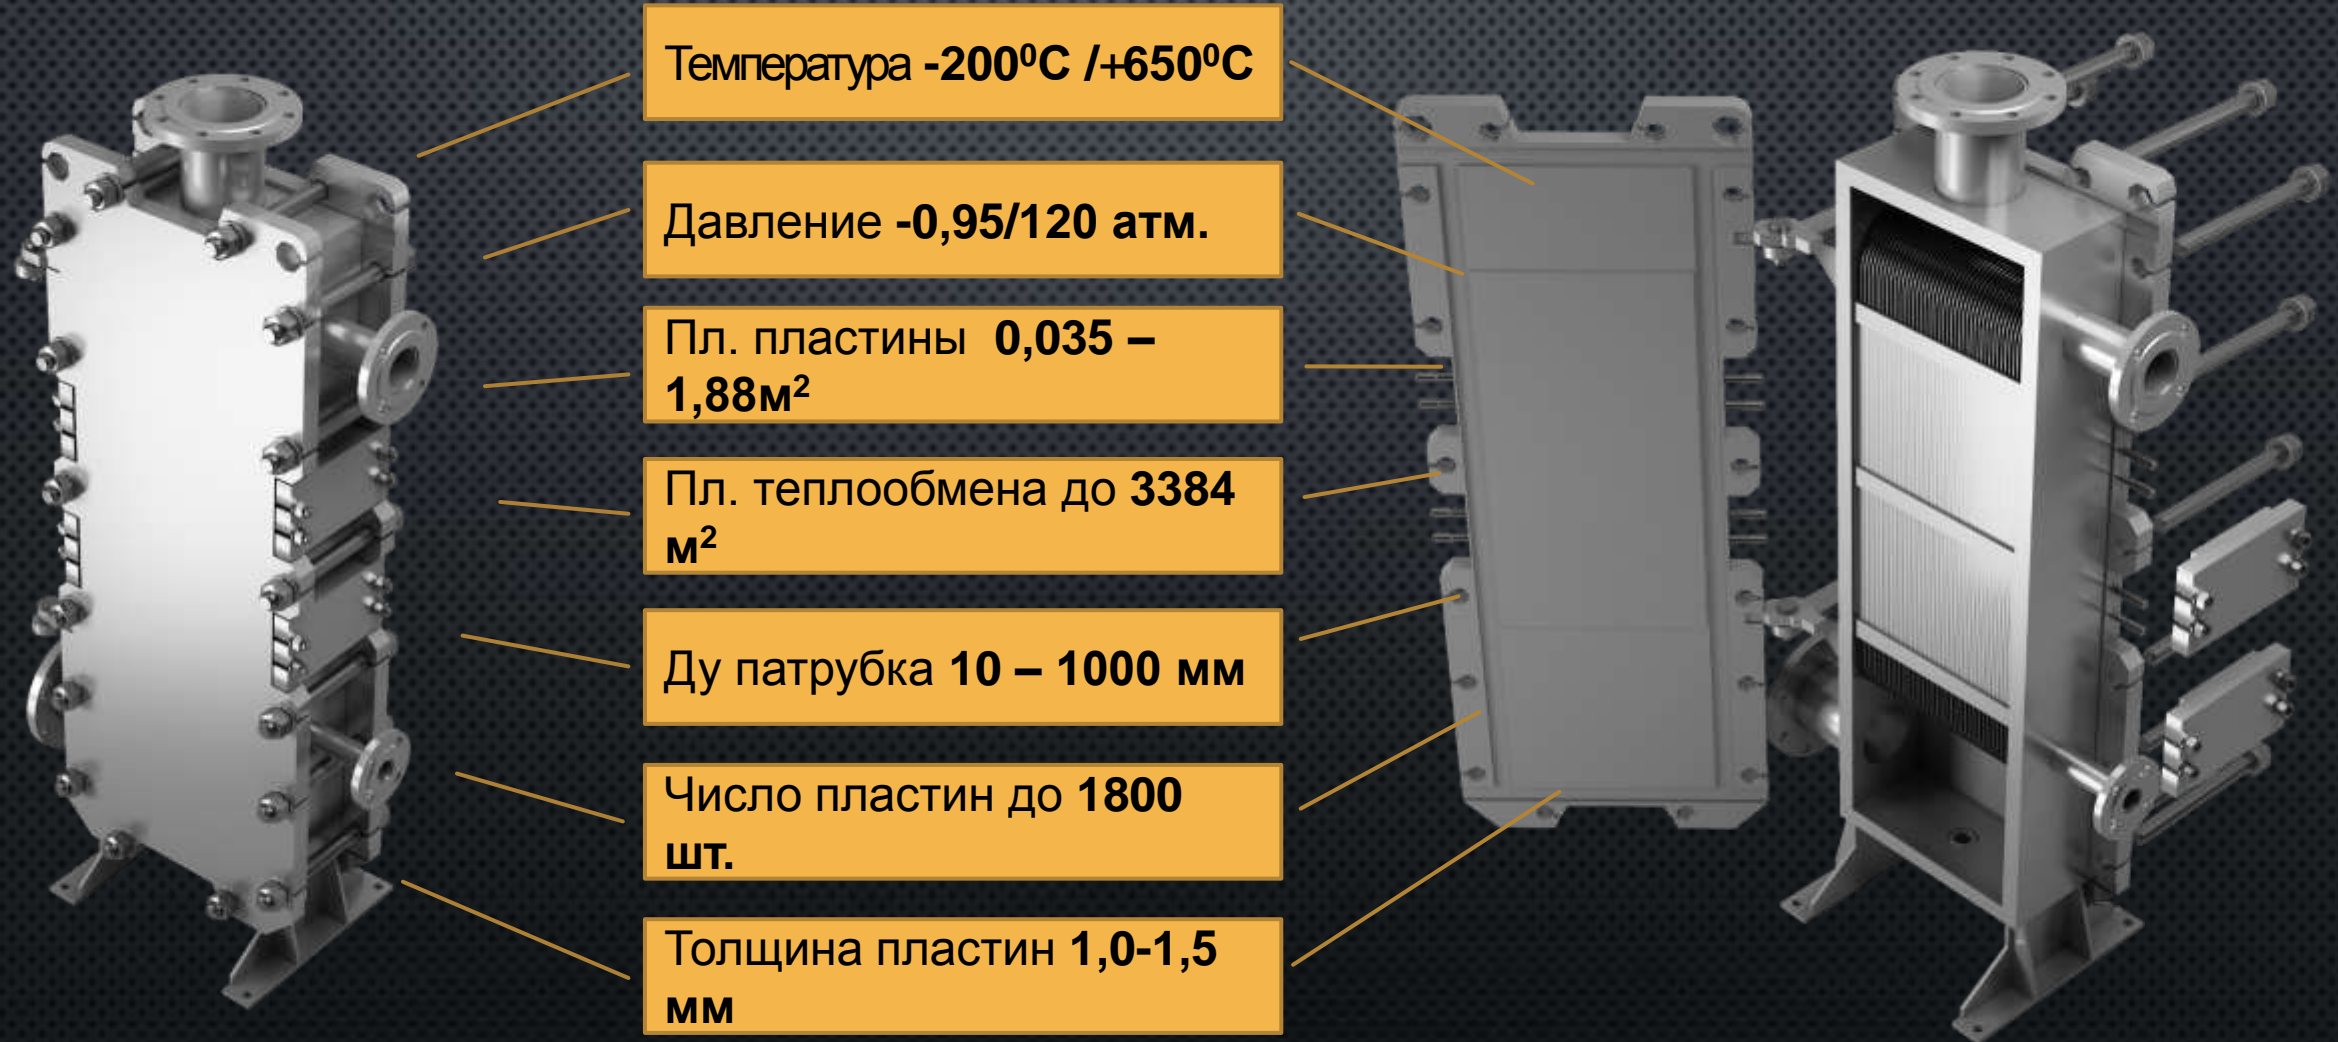 Температура -200⁰С /+650⁰С
Давление -0,95/120 атм.
Пл. пластины 0,035 –
1,88м²
Пл. теплообмена до 3384
м²
Ду патрубка 10 – 1000 мм
Число пластин до 1800
шт.
Толщина пластин 1,0-1,5
мм